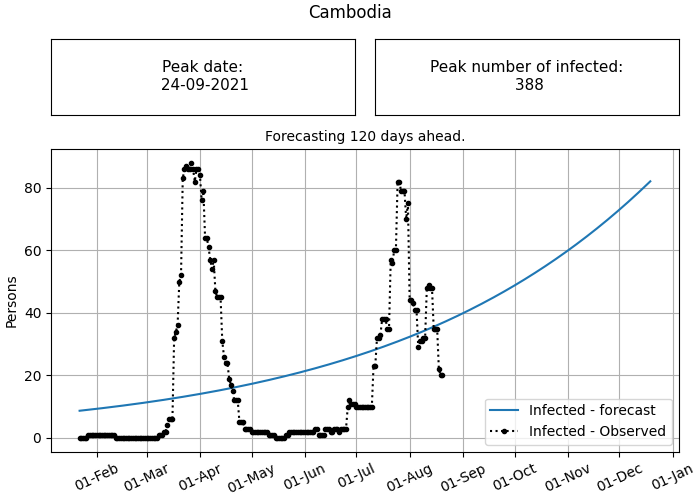 Cambodia
Peak date:
24-09-2021
Peak number of infected:
388
Forecasting 120 days ahead.
Persons
80
60
40
20
0
Infected - forecast
Infected - Observed
01-Feb
01-Mar
01-Apr
01-May
01-Jun
01-Jul
01-Aug
01-Sep
01-Oct
01-Nov
01-Dec
01-Jan